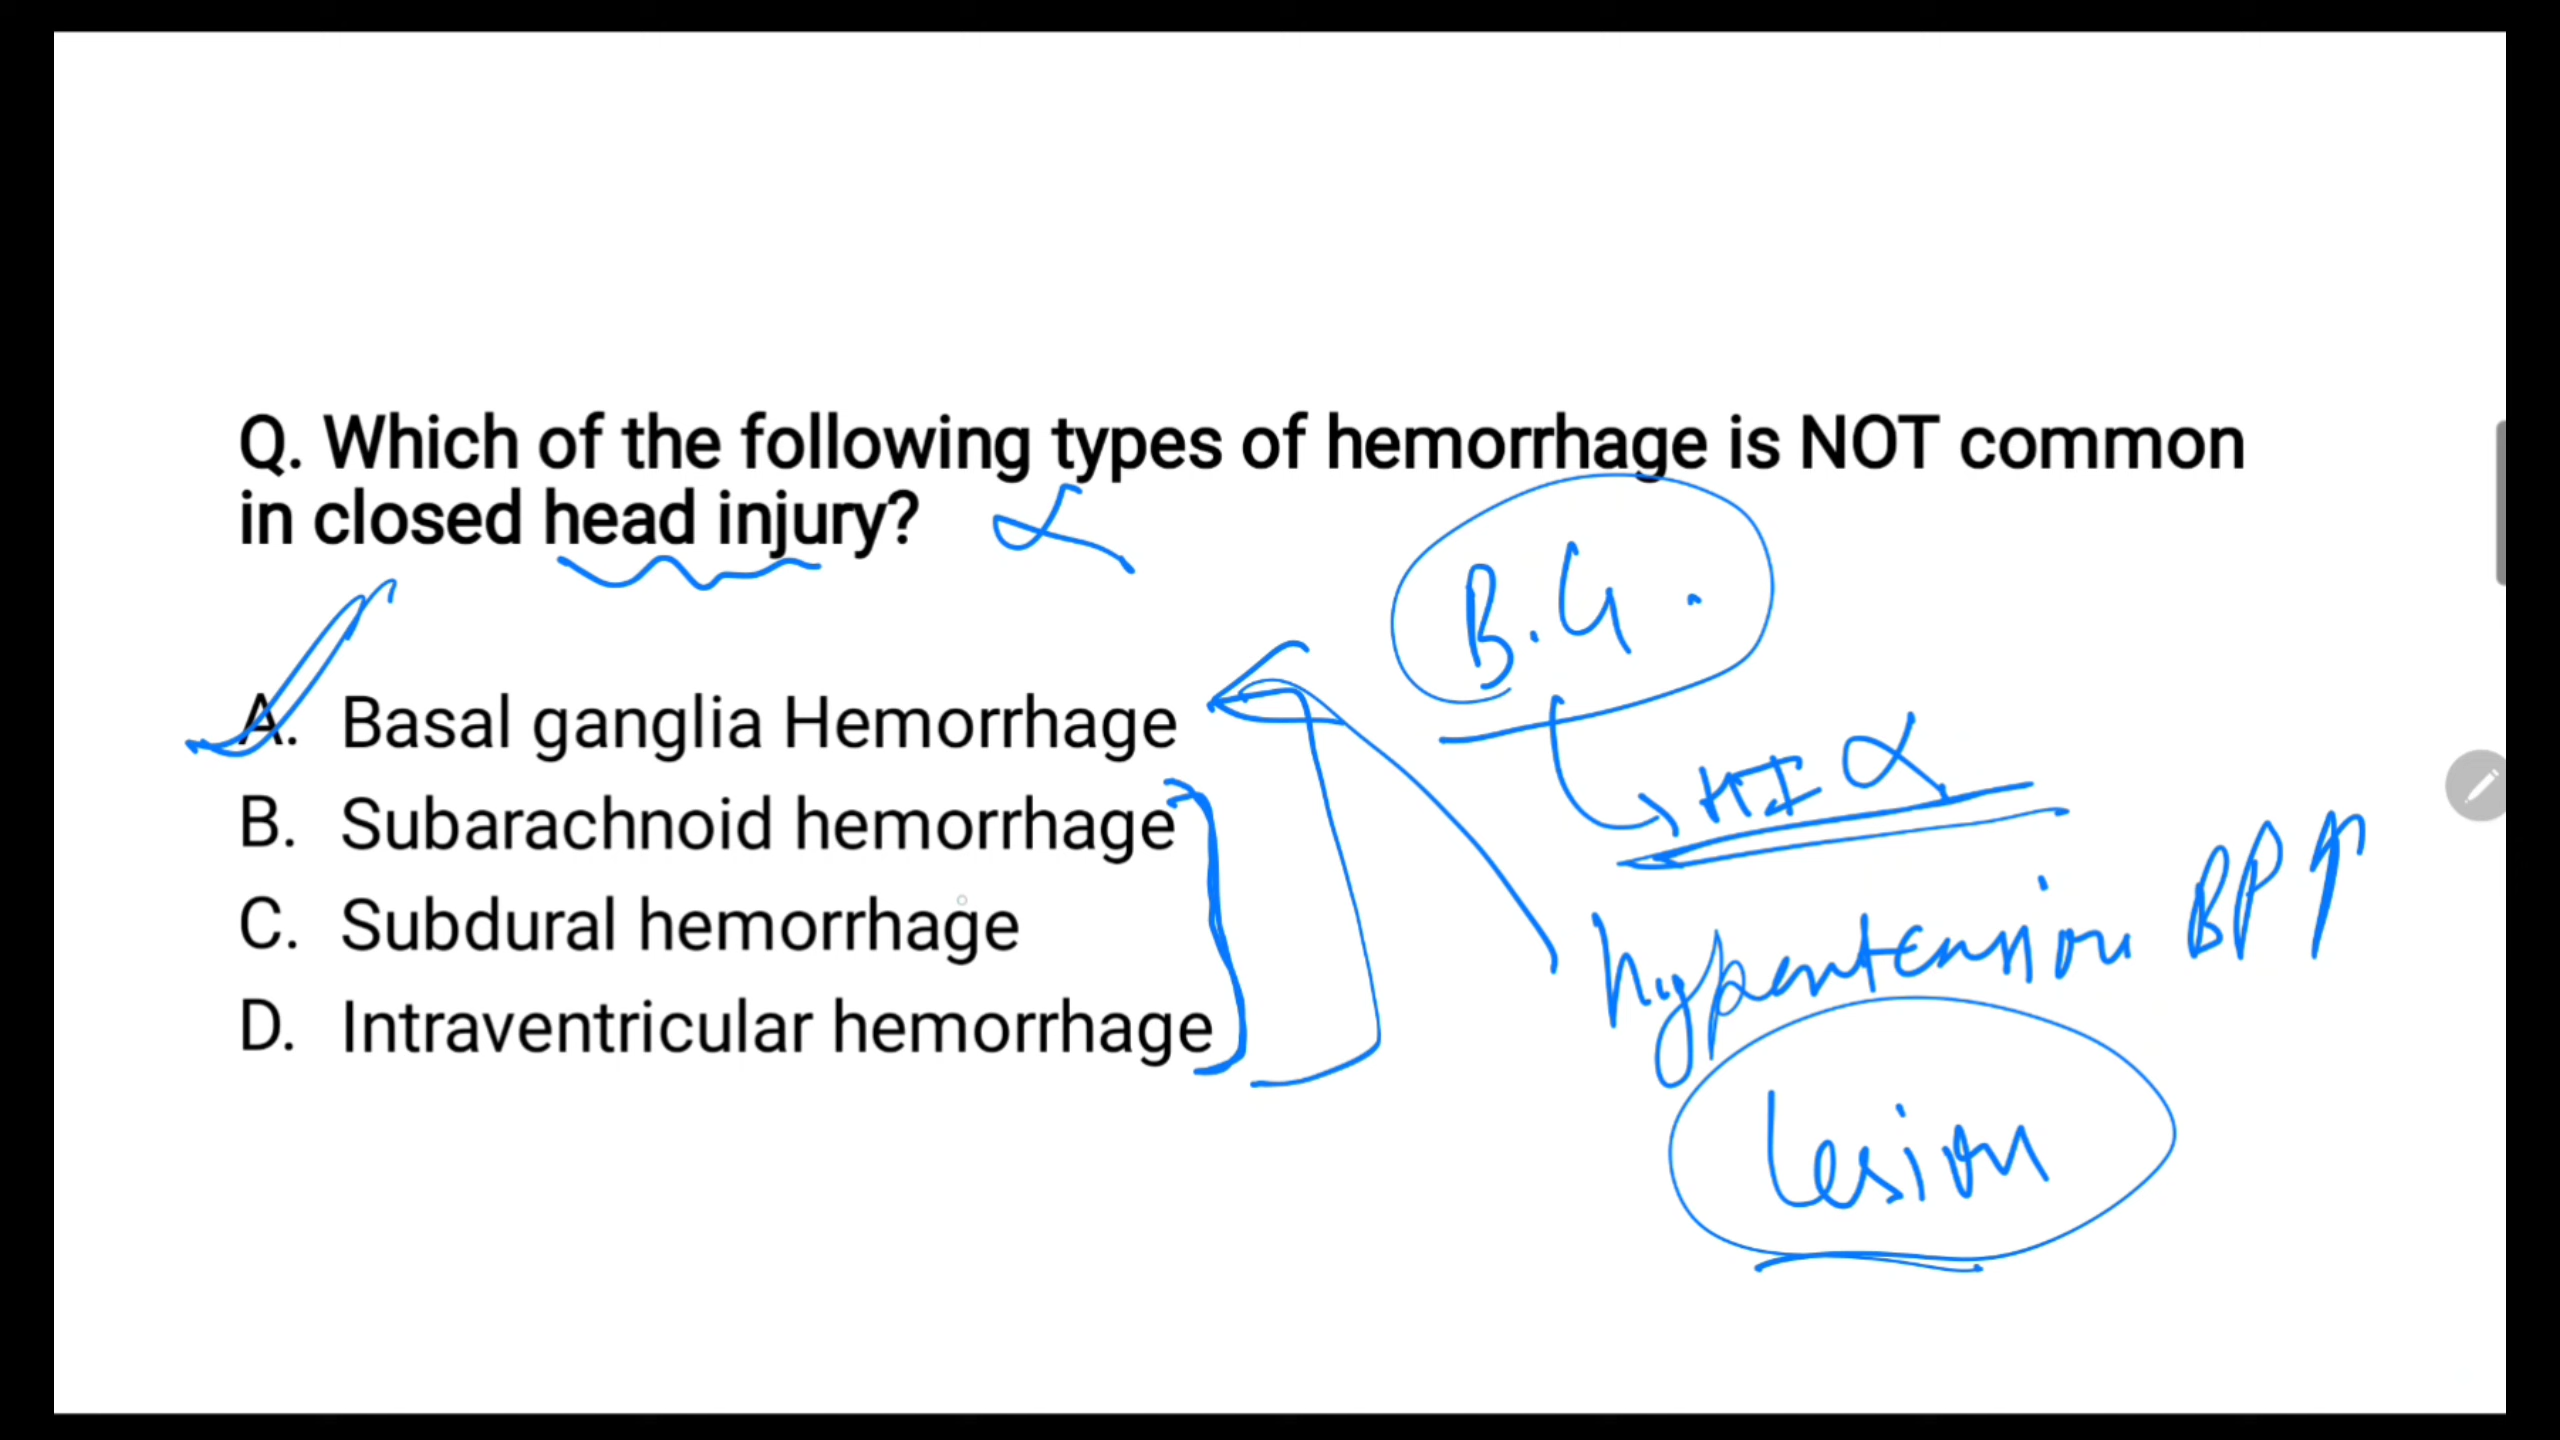 Q. Which of the following types of hemorrhage is NOT common
in closed head injury?
B.G.
A. Basal ganglia Hemorrhage
HI
B. Subarachnoid hemorrhage
hypertension BP↑
C. Subdural hemorrhage
D. Intraventricular hemorrhage
Lesion